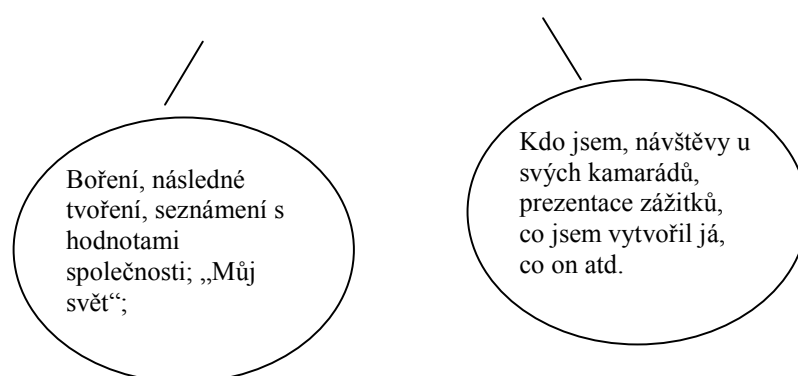 Boření, následné
tvoření, seznámení s
hodnotami
společnosti; „Můj
svět“;
Kdo jsem, návštěvy u
svých kamarádů,
prezentace zážitků,
co jsem vytvořil já,
co on atd.